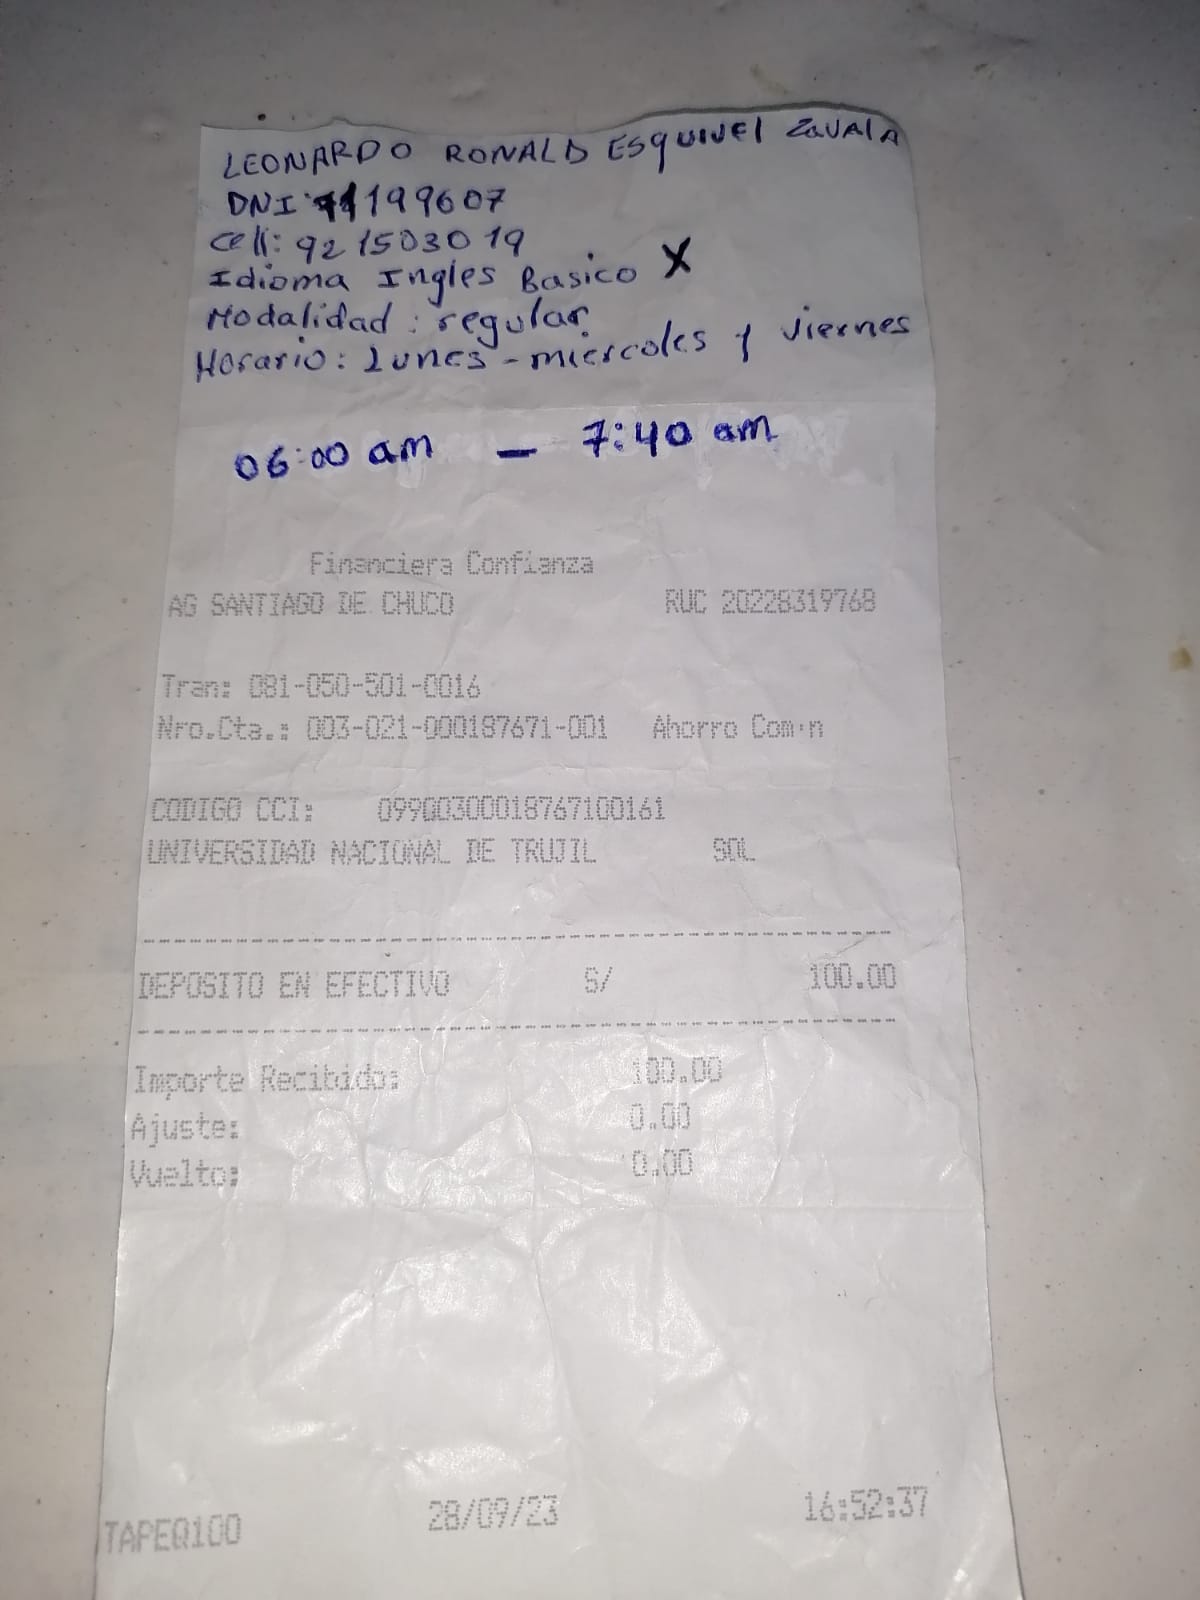 LEONARDO RONALD ESQUIVEL ZAVALA
DNI: 71199607
Cell: 921503019
Idioma Ingles Basico X
Modalidad: regular
Horario: Lunes - miercoles y viernes
06:00 am - 7:40 am
Financiera Confianza
AG SANTIAGO DE CHUCO RUC 20228319768
Tran: 081-050-501-0016
Nro.Cta.: 003-021-000187671-001 Ahorro Com·n
CODIGO CCI: 09900300018767100161
UNIVERSIDAD NACIONAL DE TRUJIL SOL
DEPOSITO EN EFECTIVO S/ 100.00
Importe Recibido: 100.00
Ajuste: 0.00
Vuelto: 0.00
TAPEQ100 28/09/23 16:52:37